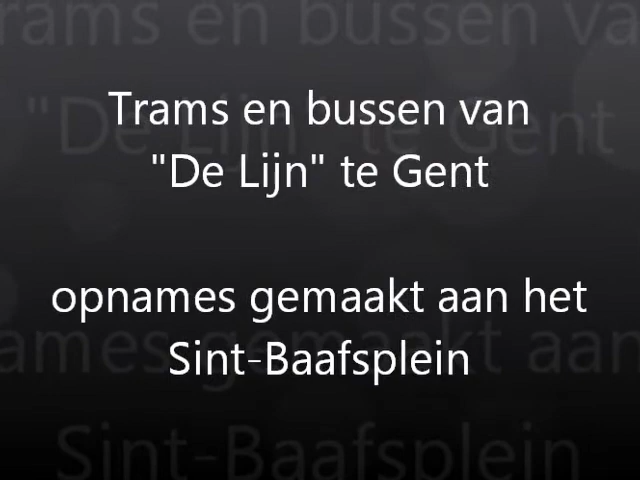 Trams en bussen van
"De Lijn" te Gent
opnames gemaakt aan het
Sint-Baafsplein